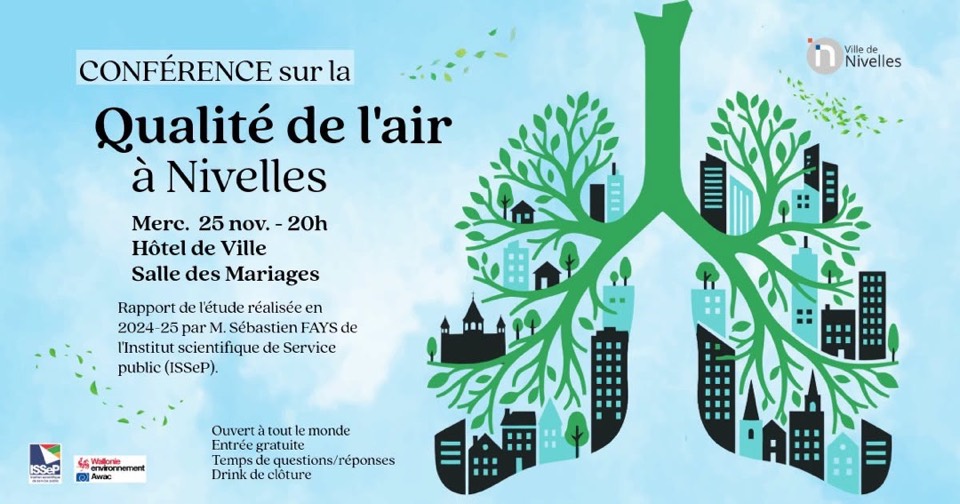 CONFÉRENCE sur la
Qualité de l'air
à Nivelles
Merc. 25 nov. - 20h
Hôtel de Ville
Salle des Mariages
Rapport de l'étude réalisée en
2024-25 par M. Sébastien FAYS de
l'Institut scientifique de Service
public (ISSeP).
Ouvert à tout le monde
Entrée gratuite
Temps de questions/réponses
Drink de clôture
Ville de
Nivelles
ISSeP
Wallonie
environnement
Awac